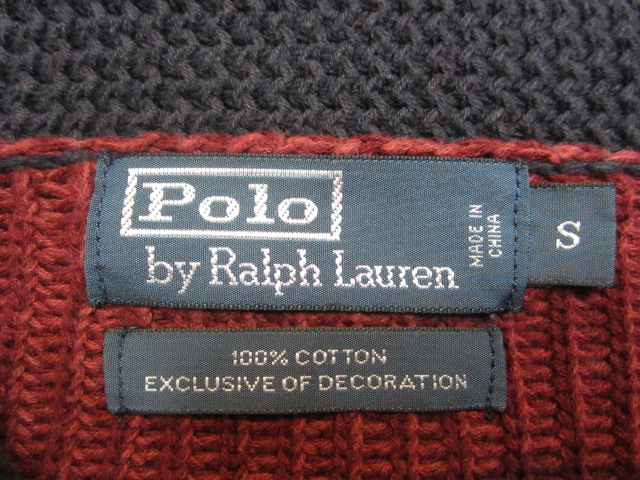 Polo
by Ralph Lauren
MADE IN
CHINA
S
100% COTTON
EXCLUSIVE OF DECORATION